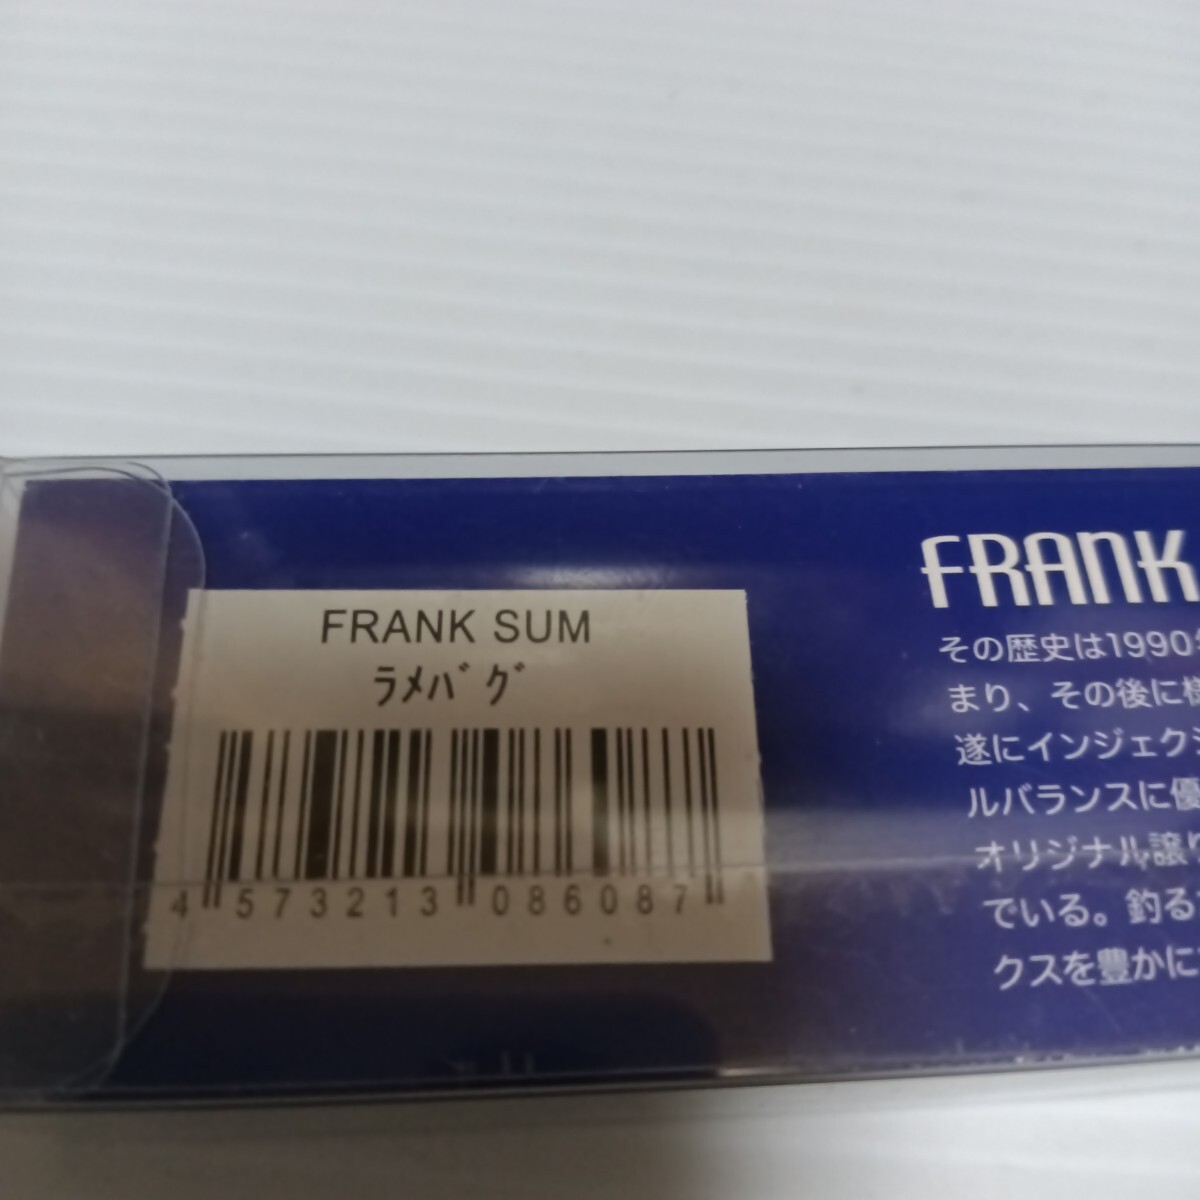 FRANK SUM
ﾗﾒﾊﾞｸﾞ
4 573213 086087
FRANK
その歴史は1990
まり、その後に様
遂にインジェクシ
ルバランスに優
オリジナル譲り
でいる。釣る
クスを豊かに